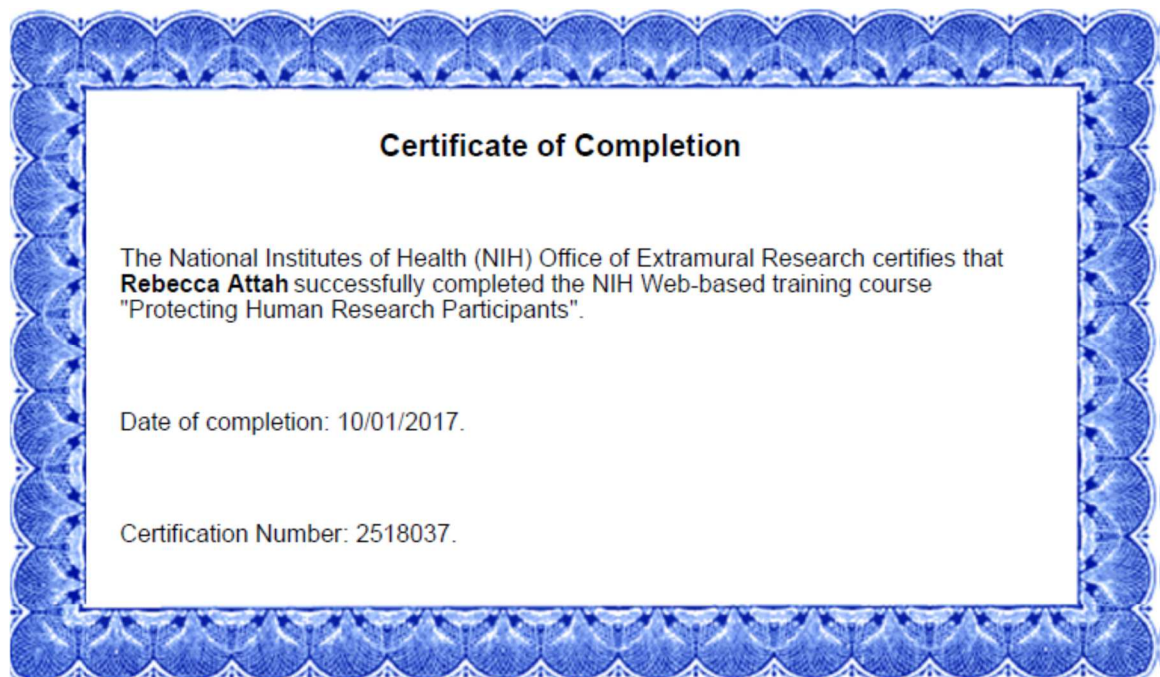 Certificate of Completion
The National Institutes of Health (NIH) Office of Extramural Research certifies that
Rebecca Attah successfully completed the NIH Web-based training course
"Protecting Human Research Participants".
Date of completion: 10/01/2017.
Certification Number: 2518037.